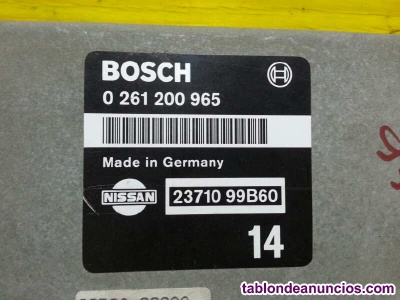 BOSCH
0 261 200 965
Made in Germany
NISSAN
23710 99B60
14
tablondeanuncios.com